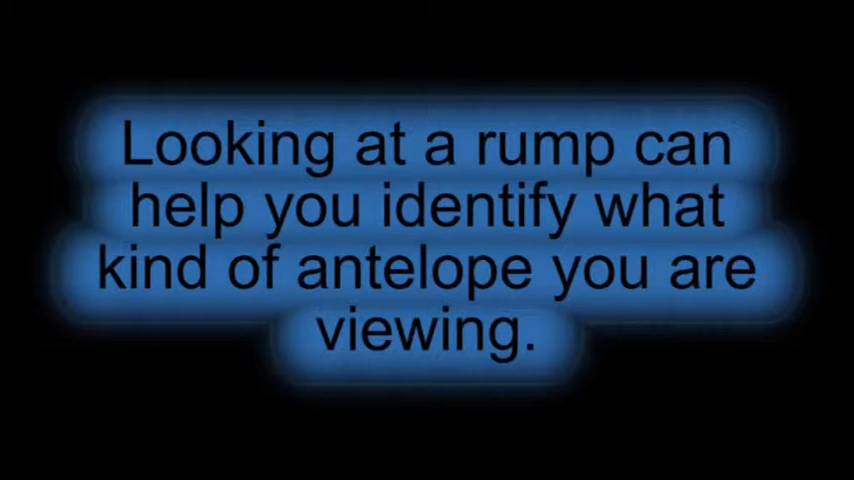 Looking at a rump can
help you identify what
kind of antelope you are
viewing.